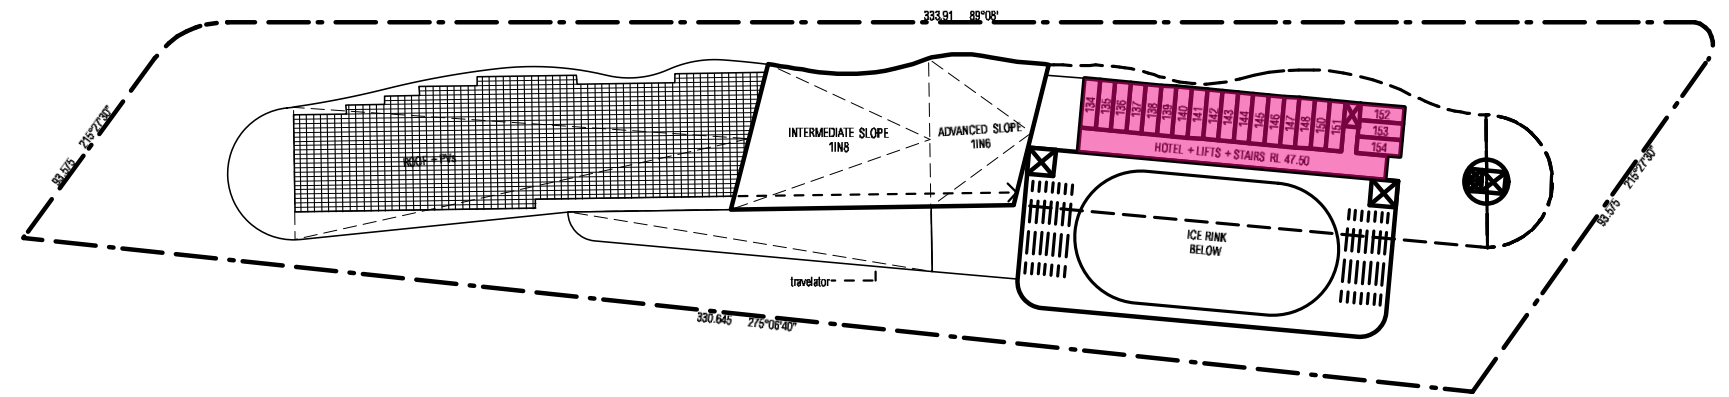 333.91 89°08'
93.575 215°27'30"
134
135
136
137
138
139
140
141
142
143
144
145
146
147
148
150
151
152
153
154
HOTEL + LIFTS + STAIRS RL 47.50
INTERMEDIATE SLOPE
1IN8
ADVANCED SLOPE
1IN6
ROOF + PVs
ICE RINK
BELOW
93.575 215°27'30"
travelator
330.645 275°06'40"